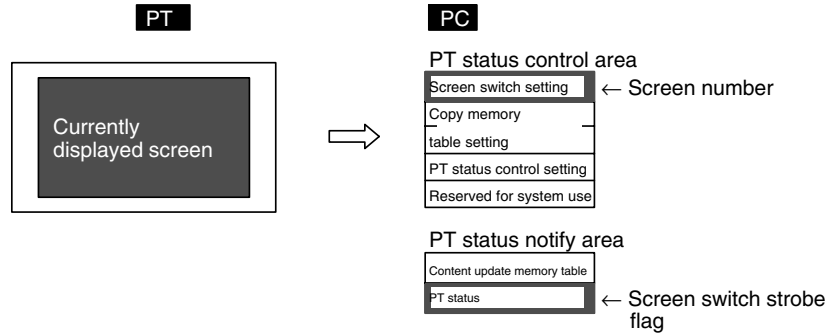 PT
PC
PT status control area
Screen switch setting
← Screen number
Copy memory
table setting
PT status control setting
Reserved for system use
Currently
displayed screen
PT status notify area
Content update memory table
PT status
← Screen switch strobe
flag